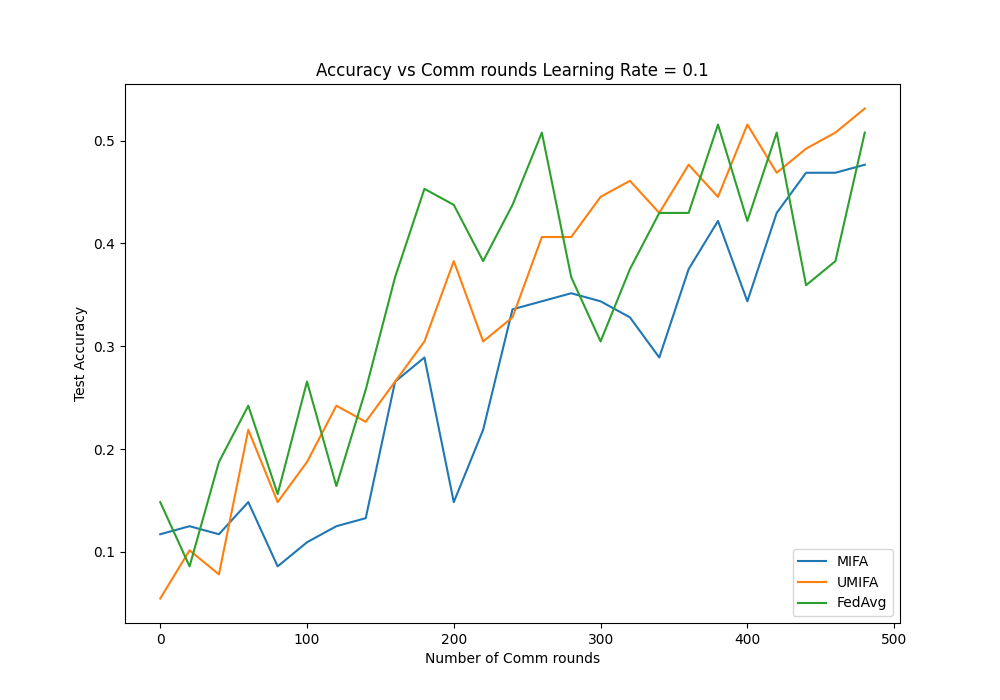 Accuracy vs Comm rounds Learning Rate = 0.1
Test Accuracy
0.5
0.4
0.3
0.2
0.1
MIFA
UMIFA
FedAvg
0 100 200 300 400 500
Number of Comm rounds